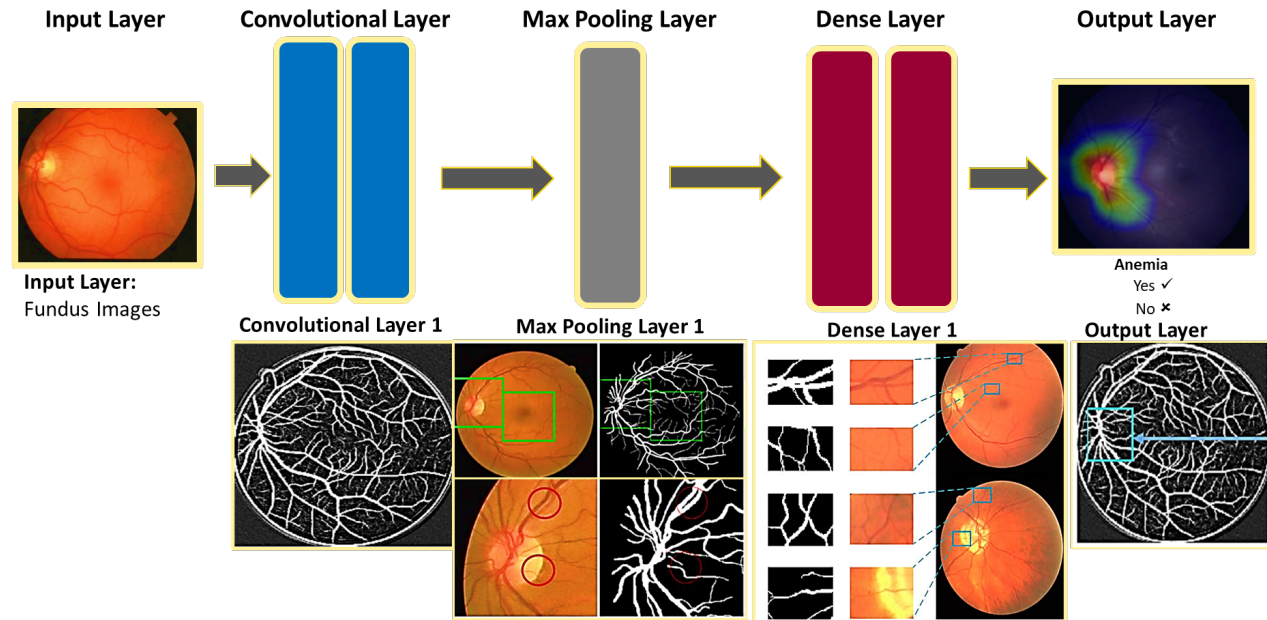 Input Layer
Convolutional Layer
Max Pooling Layer
Dense Layer
Output Layer
Input Layer:
Fundus Images
Anemia
Yes ✓
No ✖
Convolutional Layer 1
Max Pooling Layer 1
Dense Layer 1
Output Layer